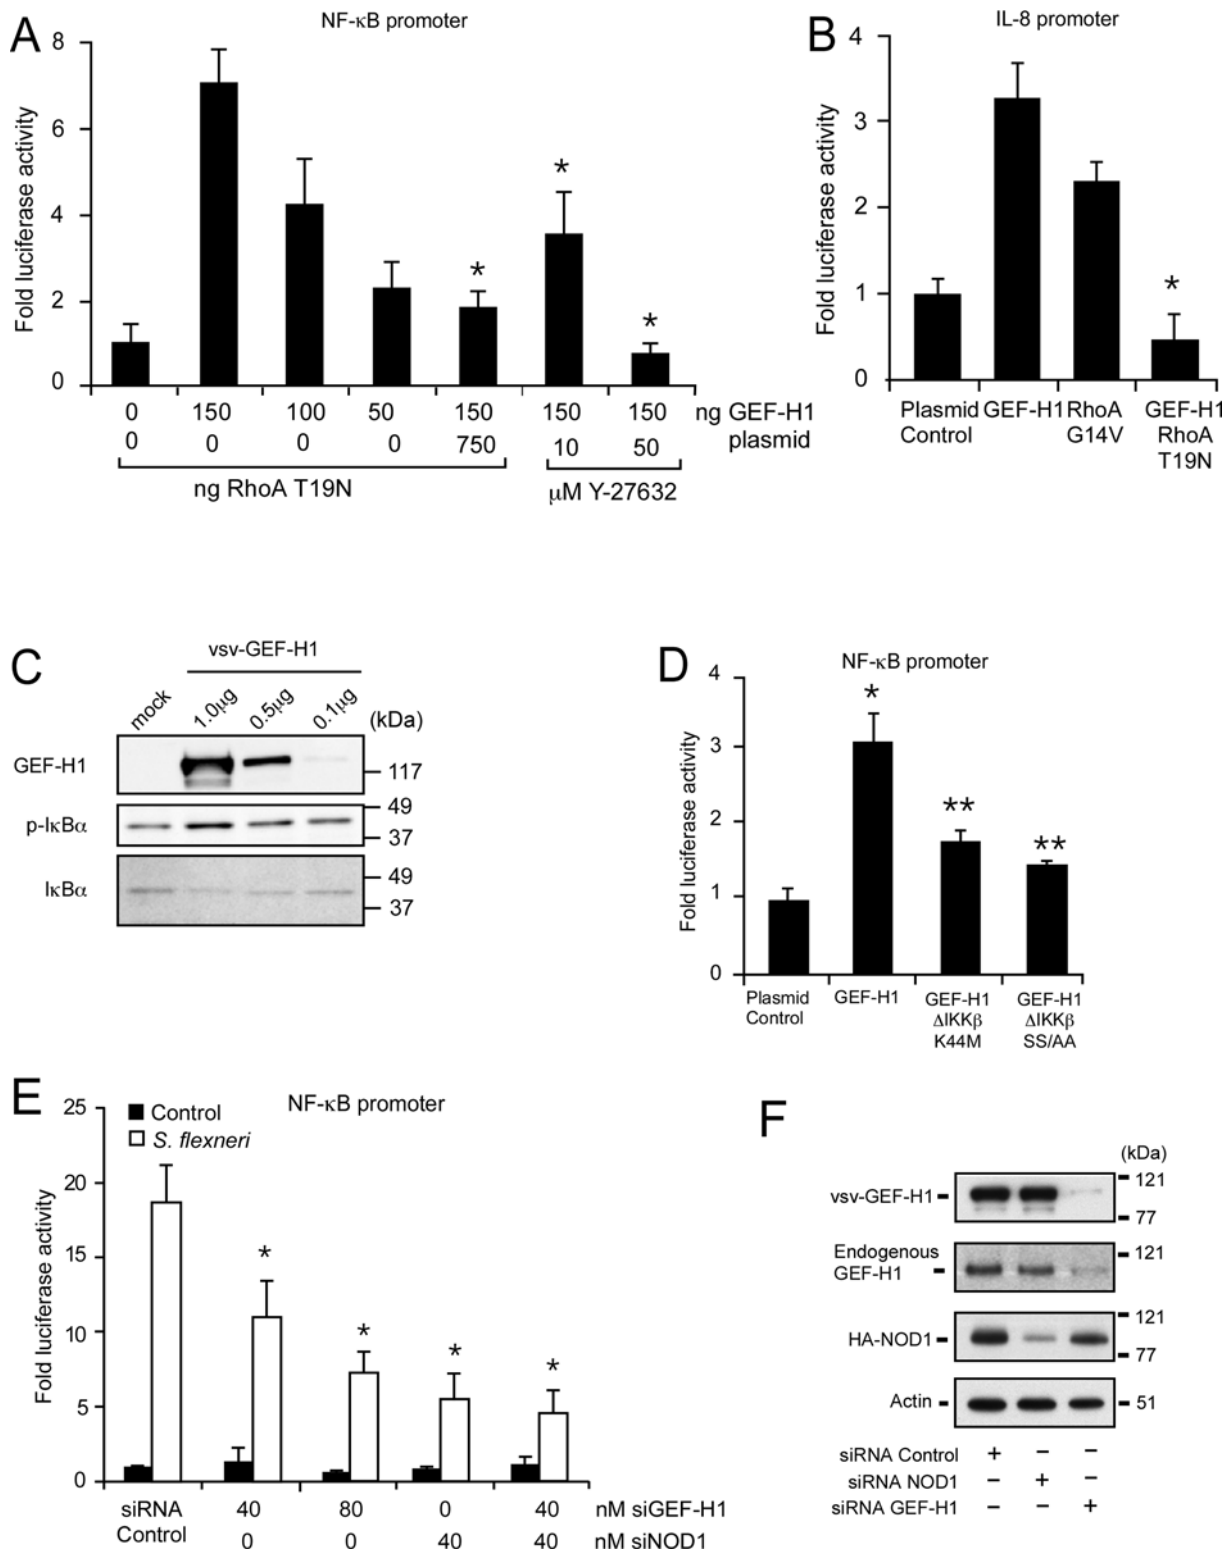 A
NF-κB promoter
Fold luciferase activity
8
6
4
2
0
*
*
*
0 150 100 50 150 150 150 ng GEF-H1
0 0 0 0 750 10 50 plasmid
ng RhoA T19N
μM Y-27632
B
IL-8 promoter
Fold luciferase activity
4
3
2
1
0
*
Plasmid GEF-H1 RhoA GEF-H1
Control G14V RhoA
T19N
C
vsv-GEF-H1
mock 1.0μg 0.5μg 0.1μg (kDa)
GEF-H1
117
p-IκBα
49
37
IκBα
49
37
D
NF-κB promoter
Fold luciferase activity
4
3
2
1
0
*
**
**
Plasmid GEF-H1 GEF-H1 GEF-H1
Control ΔIKKβ ΔIKKβ
K44M SS/AA
E
NF-κB promoter
Control
S. flexneri
Fold luciferase activity
25
20
15
10
5
0
*
*
*
*
siRNA 40 80 0 40 nM siGEF-H1
Control 0 0 40 40 nM siNOD1
F
(kDa)
vsv-GEF-H1
121
77
Endogenous
GEF-H1
121
HA-NOD1
121
77
Actin
51
siRNA Control + − −
siRNA NOD1 − + −
siRNA GEF-H1 − − +